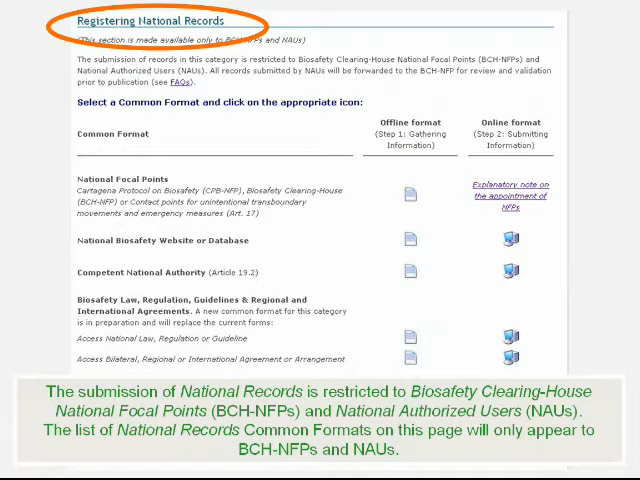 Registering National Records
(This section is made available only to BCH-NFPs and NAUs)
The submission of records in this category is restricted to Biosafety Clearing-House National Focal Points (BCH-NFPs) and
National Authorized Users (NAUs). All records submitted by NAUs will be forwarded to the BCH-NFP for review and validation
prior to publication (see FAQs).
Select a Common Format and click on the appropriate icon:
Common Format
Offline format
(Step 1: Gathering
Information)
Online format
(Step 2: Submitting
Information)
National Focal Points
Cartagena Protocol on Biosafety (CPB-NFP), Biosafety Clearing-House
(BCH-NFP) or Contact points for unintentional transboundary
movements and emergency measures (Art. 17)
Explanatory note on
the appointment of
NFPs
National Biosafety Website or Database
Competent National Authority (Article 19.2)
Biosafety Law, Regulation, Guidelines & Regional and
International Agreements. A new common format for this category
is in preparation and will replace the current forms:
Access National Law, Regulation or Guideline
Access Bilateral, Regional or International Agreement or Arrangement
The submission of National Records is restricted to Biosafety Clearing-House
National Focal Points (BCH-NFPs) and National Authorized Users (NAUs).
The list of National Records Common Formats on this page will only appear to
BCH-NFPs and NAUs.